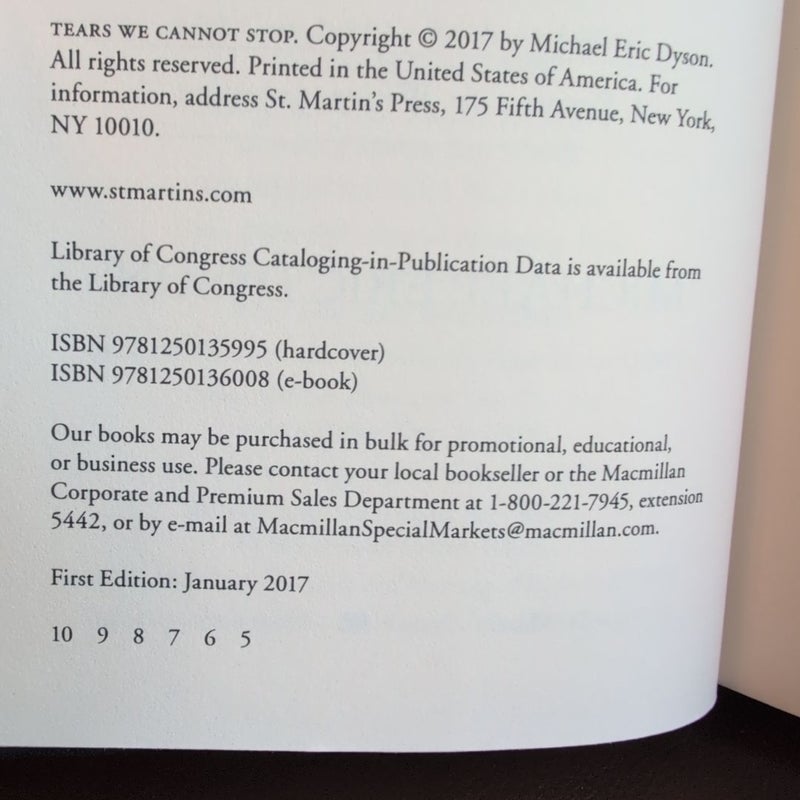 TEARS WE CANNOT STOP. Copyright © 2017 by Michael Eric Dyson.
All rights reserved. Printed in the United States of America. For
information, address St. Martin's Press, 175 Fifth Avenue, New York,
NY 10010.
www.stmartins.com
Library of Congress Cataloging-in-Publication Data is available from
the Library of Congress.
ISBN 9781250135995 (hardcover)
ISBN 9781250136008 (e-book)
Our books may be purchased in bulk for promotional, educational,
or business use. Please contact your local bookseller or the Macmillan
Corporate and Premium Sales Department at 1-800-221-7945, extension
5442, or by e-mail at MacmillanSpecialMarkets@macmillan.com.
First Edition: January 2017
10 9 8 7 6 5